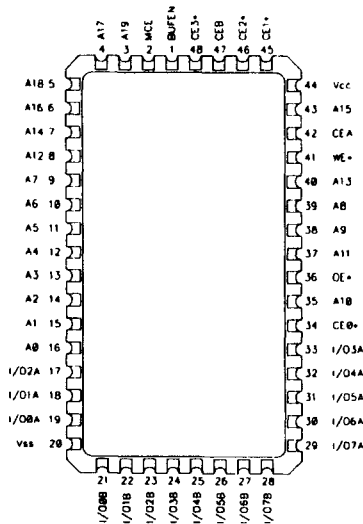 A17 A19 MCE BUFEN CE3* CEB CE2* CE1*
4 3 2 1 48 47 46 45
A18 5
A16 6
A14 7
A12 8
A7 9
A6 10
A5 11
A4 12
A3 13
A2 14
A1 15
A0 16
I/O2A 17
I/O1A 18
I/O0A 19
Vss 20
44 Vcc
43 A15
42 CEA
41 WE*
40 A13
39 A8
38 A9
37 A11
36 OE*
35 A10
34 CE0*
33 I/O3A
32 I/O4A
31 I/O5A
30 I/O6A
29 I/O7A
21 22 23 24 25 26 27 28
I/O0B I/O1B I/O2B I/O3B I/O4B I/O5B I/O6B I/O7B